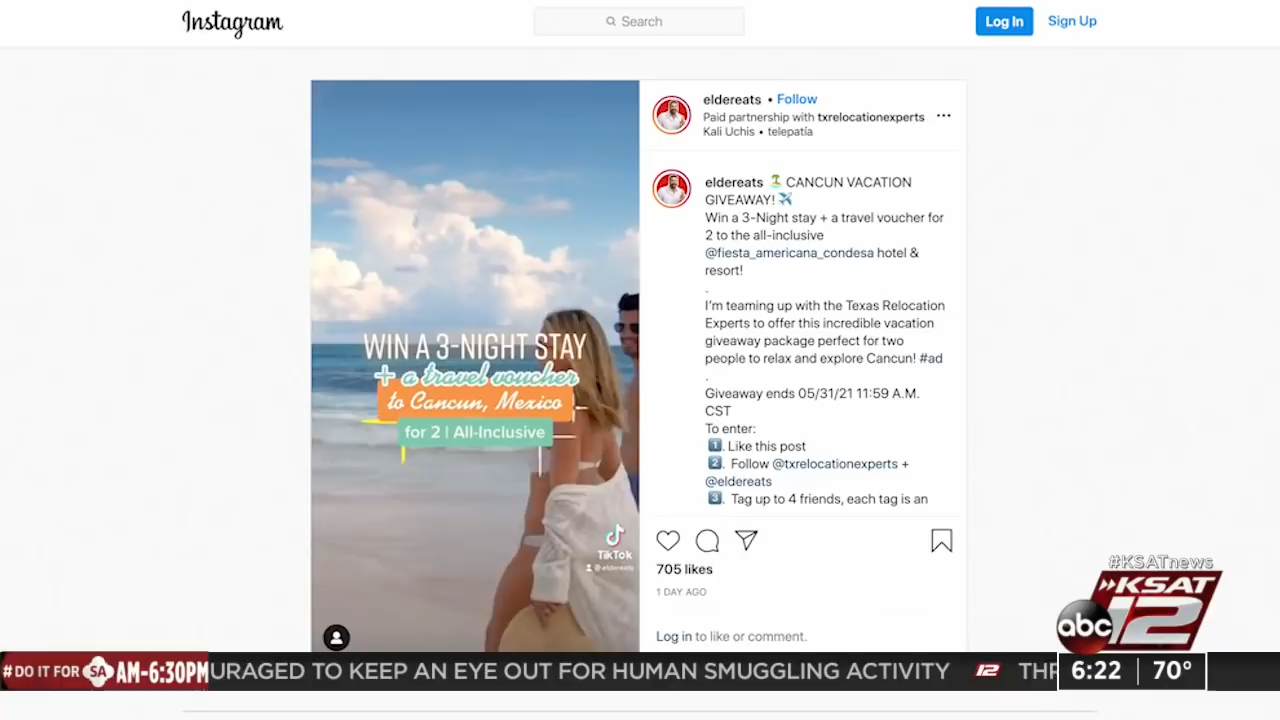 Instagram
Search
Log In
Sign Up
eldereats • Follow
Paid partnership with txrelocationexperts
Kali Uchis • telepatía
eldereats 🏝️ CANCUN VACATION
GIVEAWAY! ✈️
Win a 3-Night stay + a travel voucher for
2 to the all-inclusive
@fiesta_americana_condesa hotel &
resort!
.
I'm teaming up with the Texas Relocation
Experts to offer this incredible vacation
giveaway package perfect for two
people to relax and explore Cancun! #ad
.
Giveaway ends 05/31/21 11:59 A.M.
CST
To enter:
1️⃣. Like this post
2️⃣. Follow @txrelocationexperts +
@eldereats
3️⃣. Tag up to 4 friends, each tag is an
705 likes
1 DAY AGO
Log in to like or comment.
WIN A 3-NIGHT STAY
+ a travel voucher
to Cancun, Mexico
for 2 | All-Inclusive
TikTok
@eldereats
#KSATnews
KSAT
abc 12
# DO IT FOR SA AM-6:30PM
URAGED TO KEEP AN EYE OUT FOR HUMAN SMUGGLING ACTIVITY 12 THR
6:22 70°